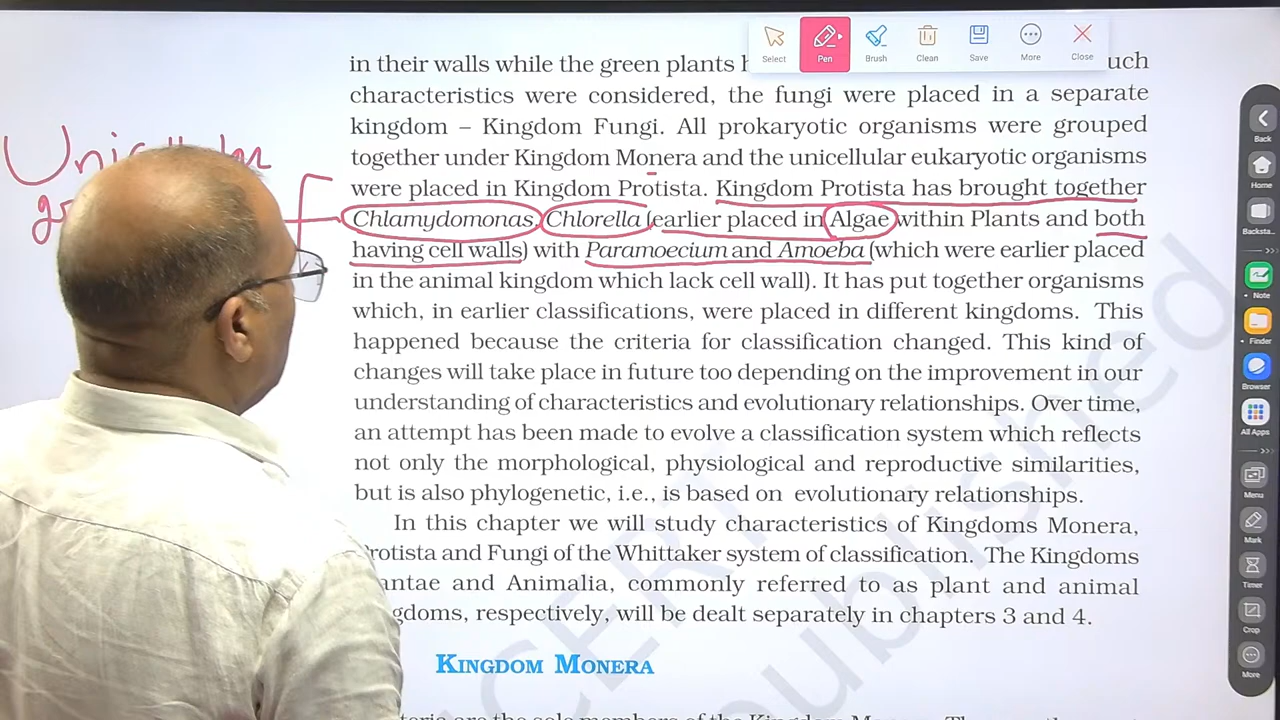 Select Pen Brush Clean Save More Close
in their walls while the green plants uch
characteristics were considered, the fungi were placed in a separate
kingdom – Kingdom Fungi. All prokaryotic organisms were grouped
together under Kingdom Monera and the unicellular eukaryotic organisms
were placed in Kingdom Protista. Kingdom Protista has brought together
Chlamydomonas, Chlorella (earlier placed in Algae within Plants and both
having cell walls) with Paramoecium and Amoeba (which were earlier placed
in the animal kingdom which lack cell wall). It has put together organisms
which, in earlier classifications, were placed in different kingdoms. This
happened because the criteria for classification changed. This kind of
changes will take place in future too depending on the improvement in our
understanding of characteristics and evolutionary relationships. Over time,
an attempt has been made to evolve a classification system which reflects
not only the morphological, physiological and reproductive similarities,
but is also phylogenetic, i.e., is based on evolutionary relationships.
In this chapter we will study characteristics of Kingdoms Monera,
Protista and Fungi of the Whittaker system of classification. The Kingdoms
antae and Animalia, commonly referred to as plant and animal
gdoms, respectively, will be dealt separately in chapters 3 and 4.
KINGDOM MONERA
Back
Home
Backsta..
Note
Finder
Browser
All Apps
Menu
Mark
Timer
Crop
More